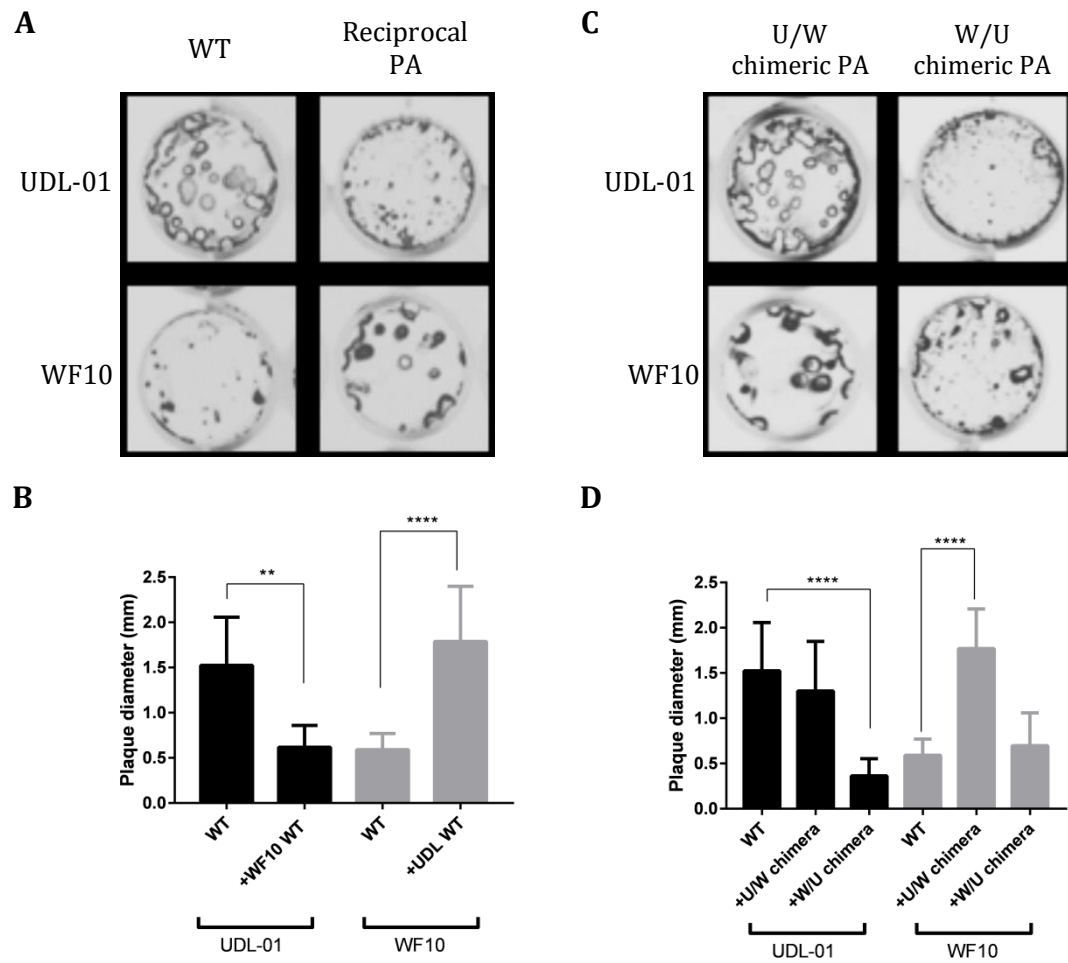 A
WT
Reciprocal
PA
UDL-01
WF10
B
Plaque diameter (mm)
2.5
2.0
1.5
1.0
0.5
0.0
**
****
WT
+WF10 WT
WT
+UDL WT
UDL-01
WF10
C
U/W
chimeric PA
W/U
chimeric PA
UDL-01
WF10
D
Plaque diameter (mm)
2.5
2.0
1.5
1.0
0.5
0.0
****
****
WT
+U/W chimera
+W/U chimera
WT
+U/W chimera
+W/U chimera
UDL-01
WF10